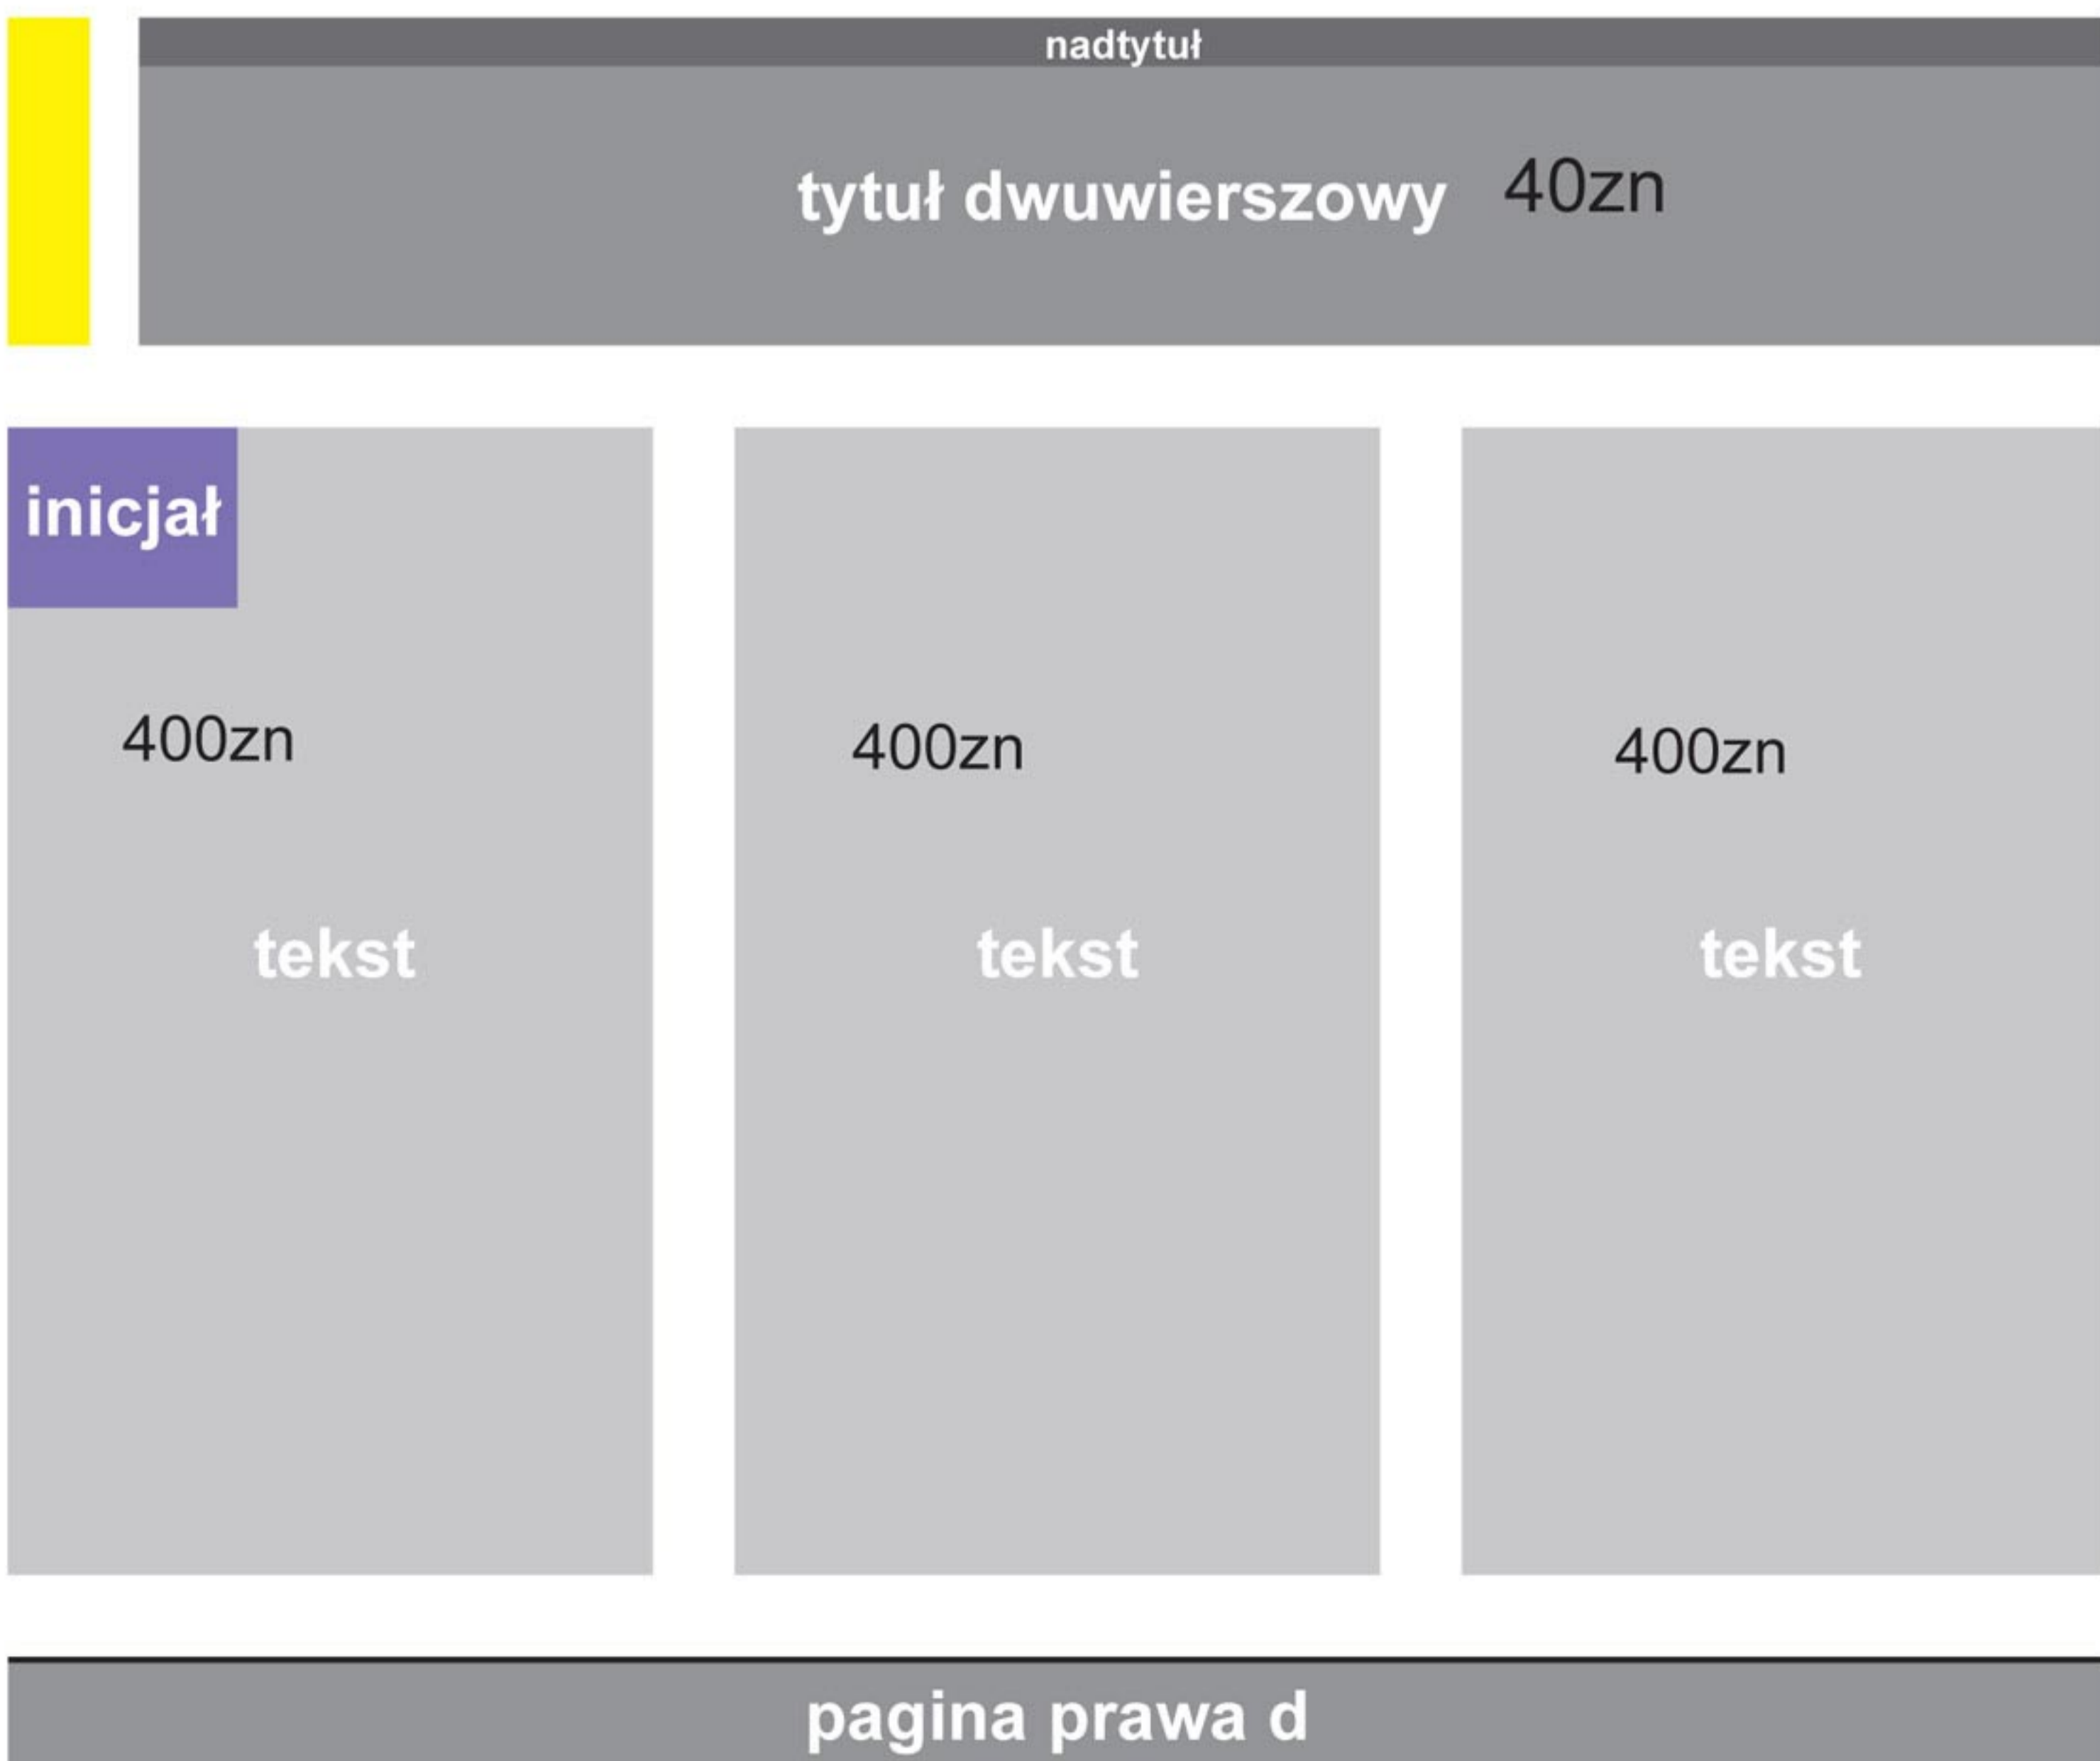 nadtytuł
tytuł dwuwierszowy 40zn
inicjał
400zn
tekst
400zn
tekst
400zn
tekst
pagina prawa d